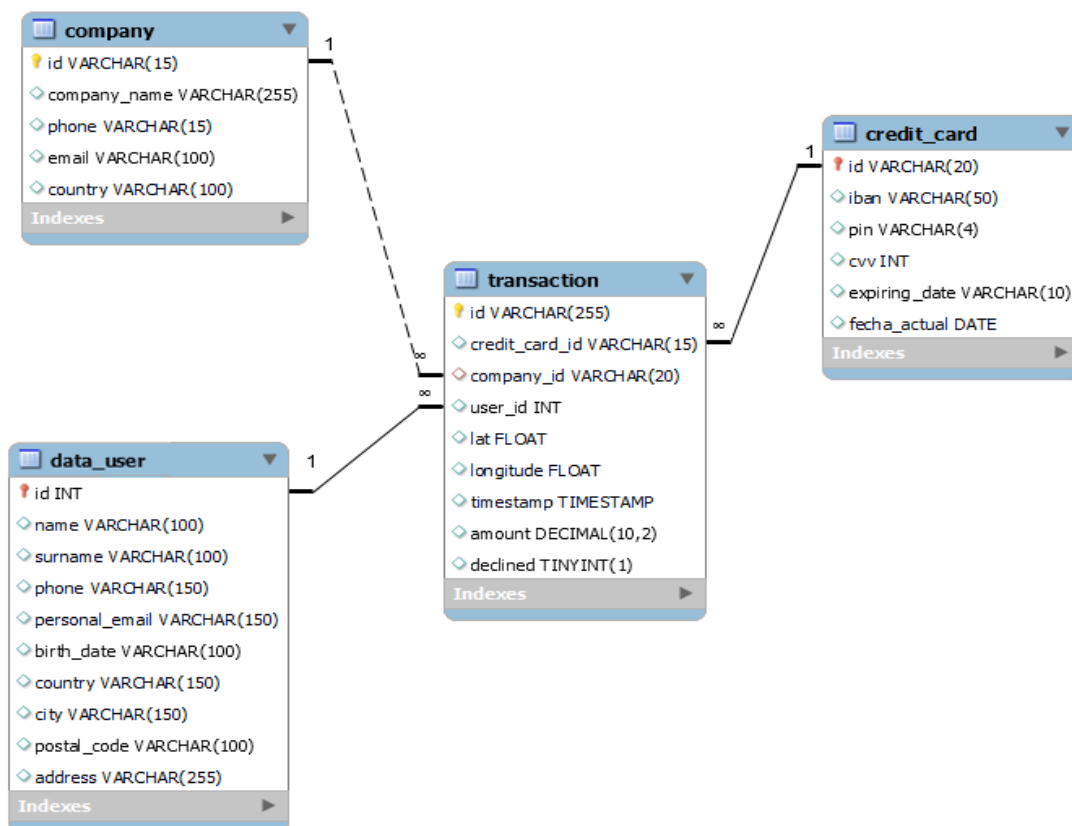 company
id VARCHAR(15)
company_name VARCHAR(255)
phone VARCHAR(15)
email VARCHAR(100)
country VARCHAR(100)
Indexes
1
∞
∞
1
data_user
id INT
name VARCHAR(100)
surname VARCHAR(100)
phone VARCHAR(150)
personal_email VARCHAR(150)
birth_date VARCHAR(100)
country VARCHAR(150)
city VARCHAR(150)
postal_code VARCHAR(100)
address VARCHAR(255)
Indexes
transaction
id VARCHAR(255)
credit_card_id VARCHAR(15)
company_id VARCHAR(20)
user_id INT
lat FLOAT
longitude FLOAT
timestamp TIMESTAMP
amount DECIMAL(10,2)
declined TINYINT(1)
Indexes
∞
1
credit_card
id VARCHAR(20)
iban VARCHAR(50)
pin VARCHAR(4)
cvv INT
expiring_date VARCHAR(10)
fecha_actual DATE
Indexes